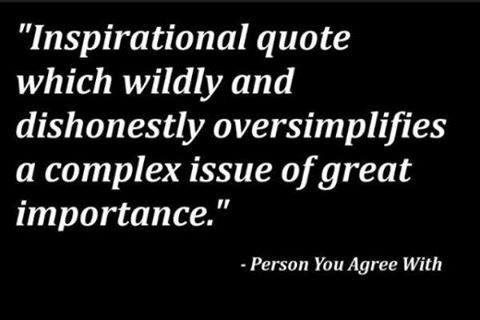 "Inspirational quote
which wildly and
dishonestly oversimplifies
a complex issue of great
importance."
- Person You Agree With